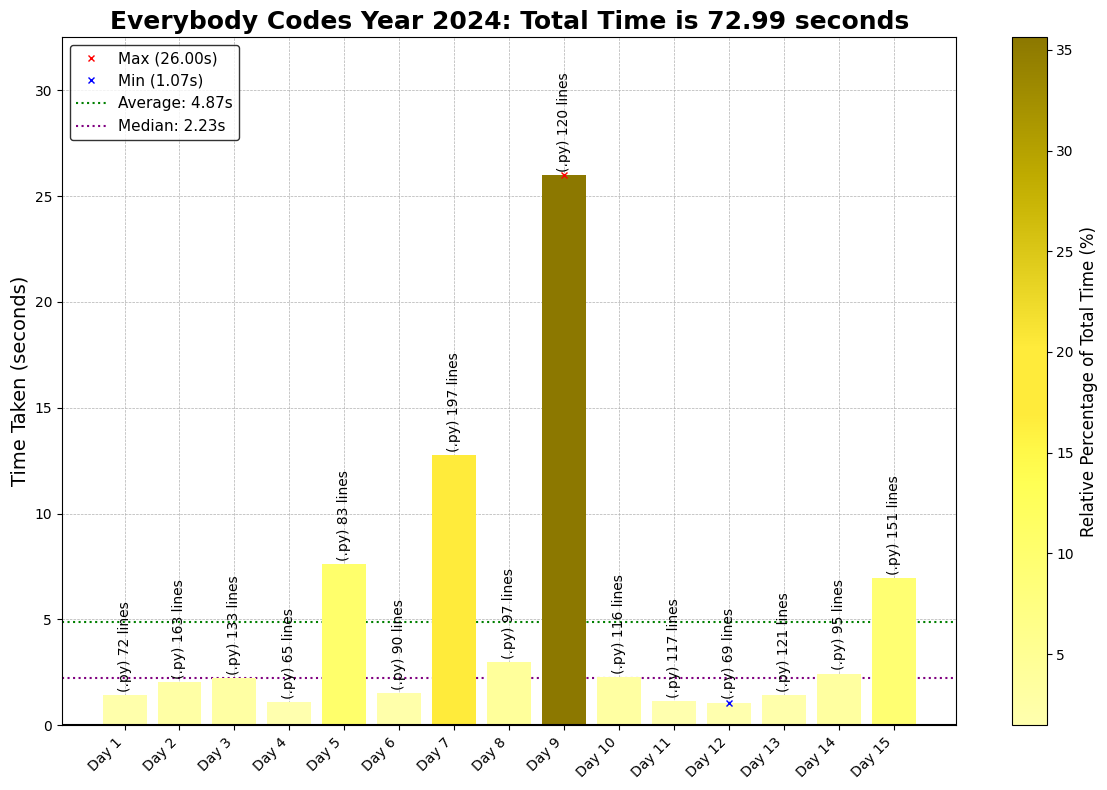 Everybody Codes Year 2024: Total Time is 72.99 seconds
Max (26.00s)
Min (1.07s)
Average: 4.87s
Median: 2.23s
Time Taken (seconds)
30
25
20
15
10
5
0
(.py) 72 lines
(.py) 163 lines
(.py) 133 lines
(.py) 65 lines
(.py) 83 lines
(.py) 90 lines
(.py) 197 lines
(.py) 97 lines
(.py) 120 lines
(.py) 116 lines
(.py) 117 lines
(.py) 69 lines
(.py) 121 lines
(.py) 95 lines
(.py) 151 lines
Day 1
Day 2
Day 3
Day 4
Day 5
Day 6
Day 7
Day 8
Day 9
Day 10
Day 11
Day 12
Day 13
Day 14
Day 15
35
30
25
20
15
10
5
Relative Percentage of Total Time (%)